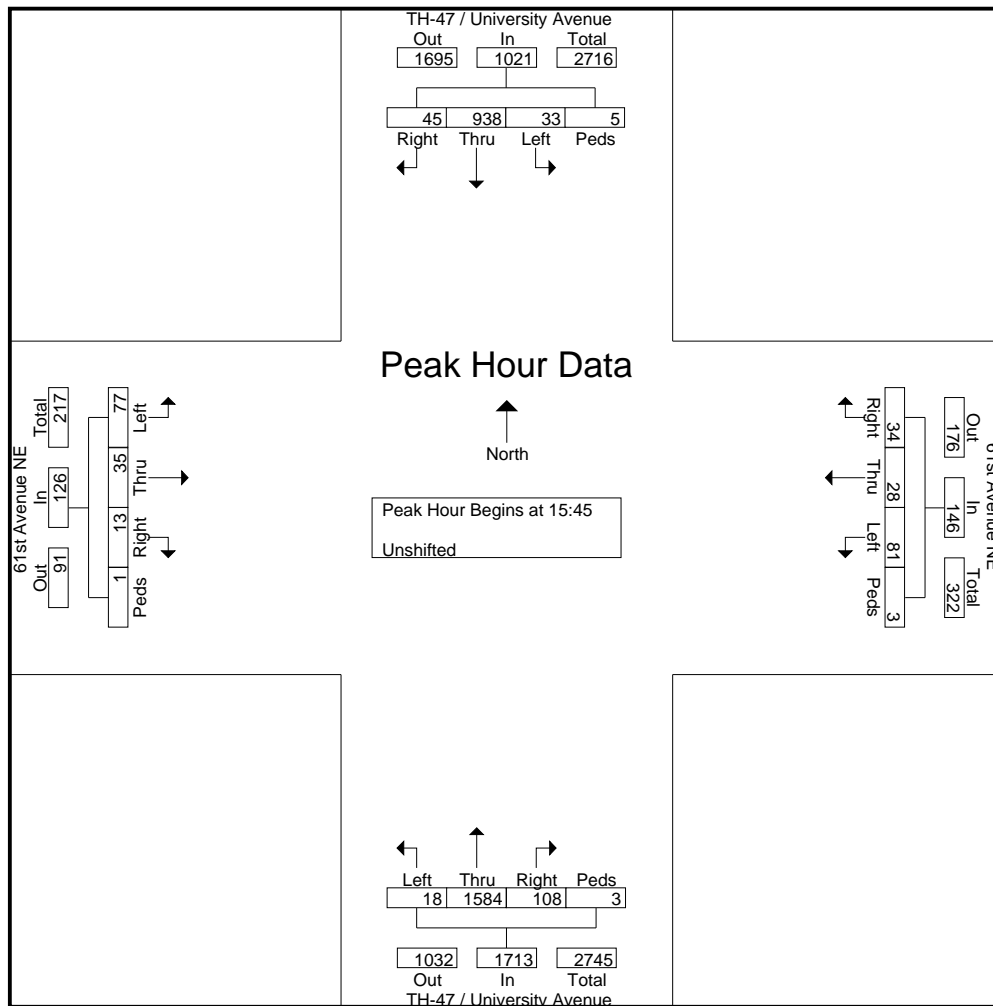 TH-47 / University Avenue
Out In Total
1695 1021 2716
45 938 33 5
Right Thru Left Peds
Peak Hour Data
North
Peak Hour Begins at 15:45
Unshifted
61st Avenue NE
Out In Total
91 126 217
77 35 13 1
Left Thru Right Peds
61st Avenue NE
Out In Total
176 146 322
34 28 81 3
Right Thru Left Peds
Left Thru Right Peds
18 1584 108 3
1032 1713 2745
Out In Total
TH-47 / University Avenue